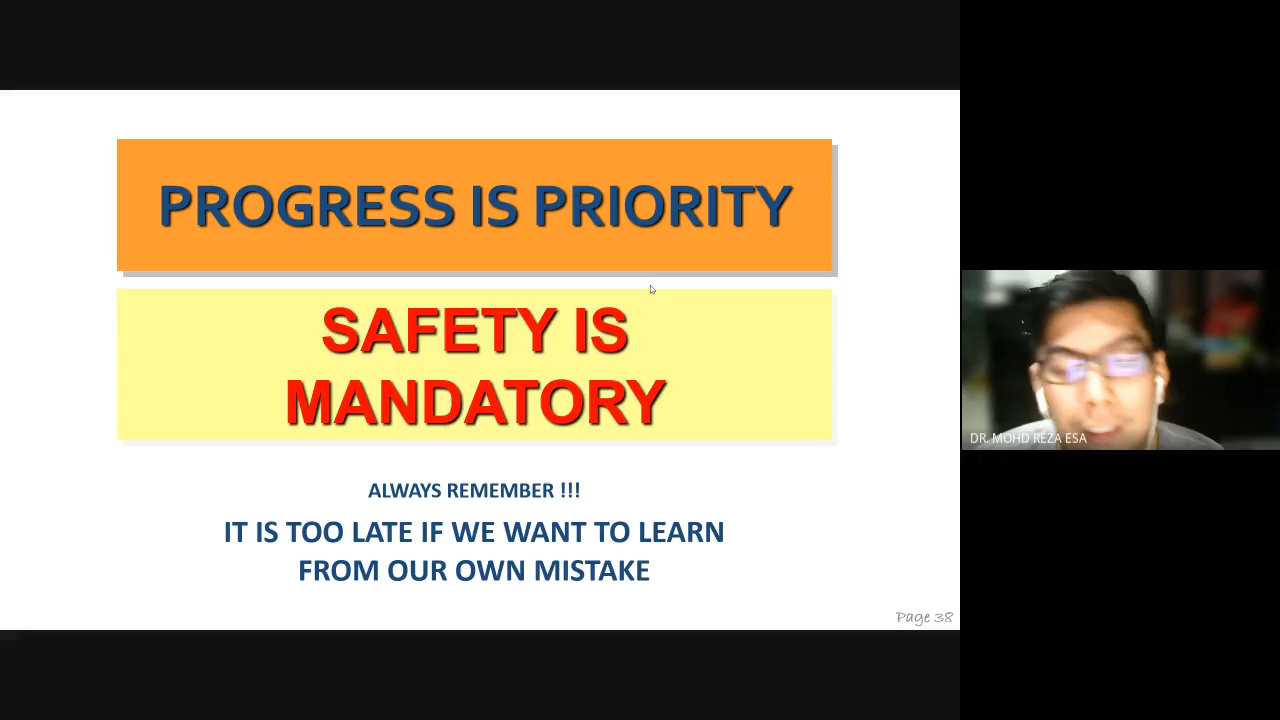 PROGRESS IS PRIORITY
SAFETY IS
MANDATORY
ALWAYS REMEMBER !!!
IT IS TOO LATE IF WE WANT TO LEARN
FROM OUR OWN MISTAKE
Page 38
DR. MOHD REZA ESA